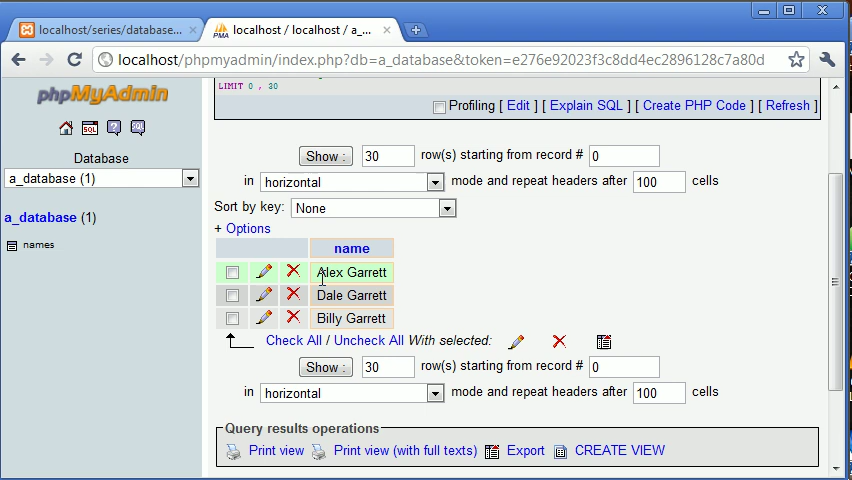 localhost/series/database...
localhost / localhost / a_...
localhost/phpmyadmin/index.php?db=a_database&token=e276e92023f3c8dd4ec2896128c7a80d
phpMyAdmin
SQL
Database
a_database (1)
a_database (1)
names
LIMIT 0 , 30
Profiling [ Edit ] [ Explain SQL ] [ Create PHP Code ] [ Refresh ]
Show : 30 row(s) starting from record # 0
in horizontal mode and repeat headers after 100 cells
Sort by key: None
+ Options
name
Alex Garrett
Dale Garrett
Billy Garrett
Check All / Uncheck All With selected:
Show : 30 row(s) starting from record # 0
in horizontal mode and repeat headers after 100 cells
Query results operations
Print view Print view (with full texts) Export CREATE VIEW